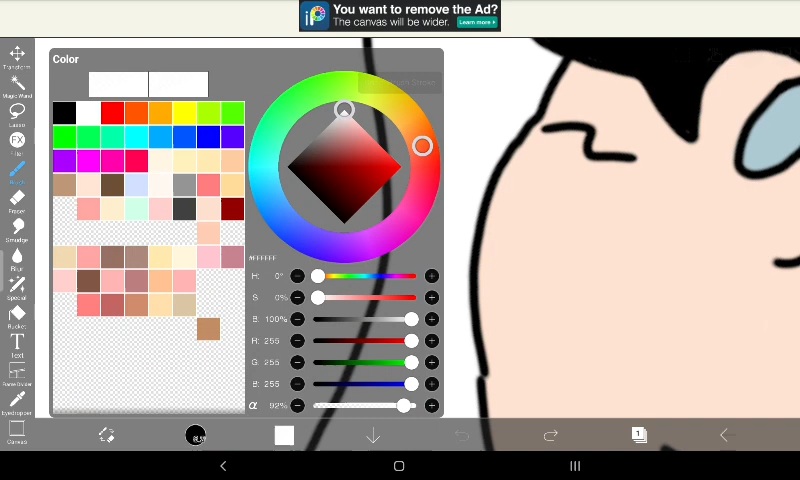 You want to remove the Ad?
The canvas will be wider.
Learn more ▸
iP
Color
Transform
Magic Wand
Lasso
FX
Filter
Brush
Eraser
Smudge
Blur
Special
Bucket
Text
Frame Divider
Eyedropper
Canvas
#FFFFFF
H: 0°
S: 0%
B: 100%
R: 255
G: 255
B: 255
α 92%
1